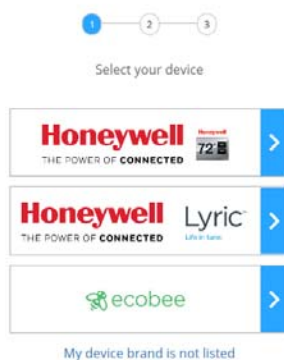 1 2 3
Select your device
Honeywell
THE POWER OF CONNECTED
Honeywell
72
Honeywell
THE POWER OF CONNECTED
Lyric
Life in tune.
ecobee
My device brand is not listed